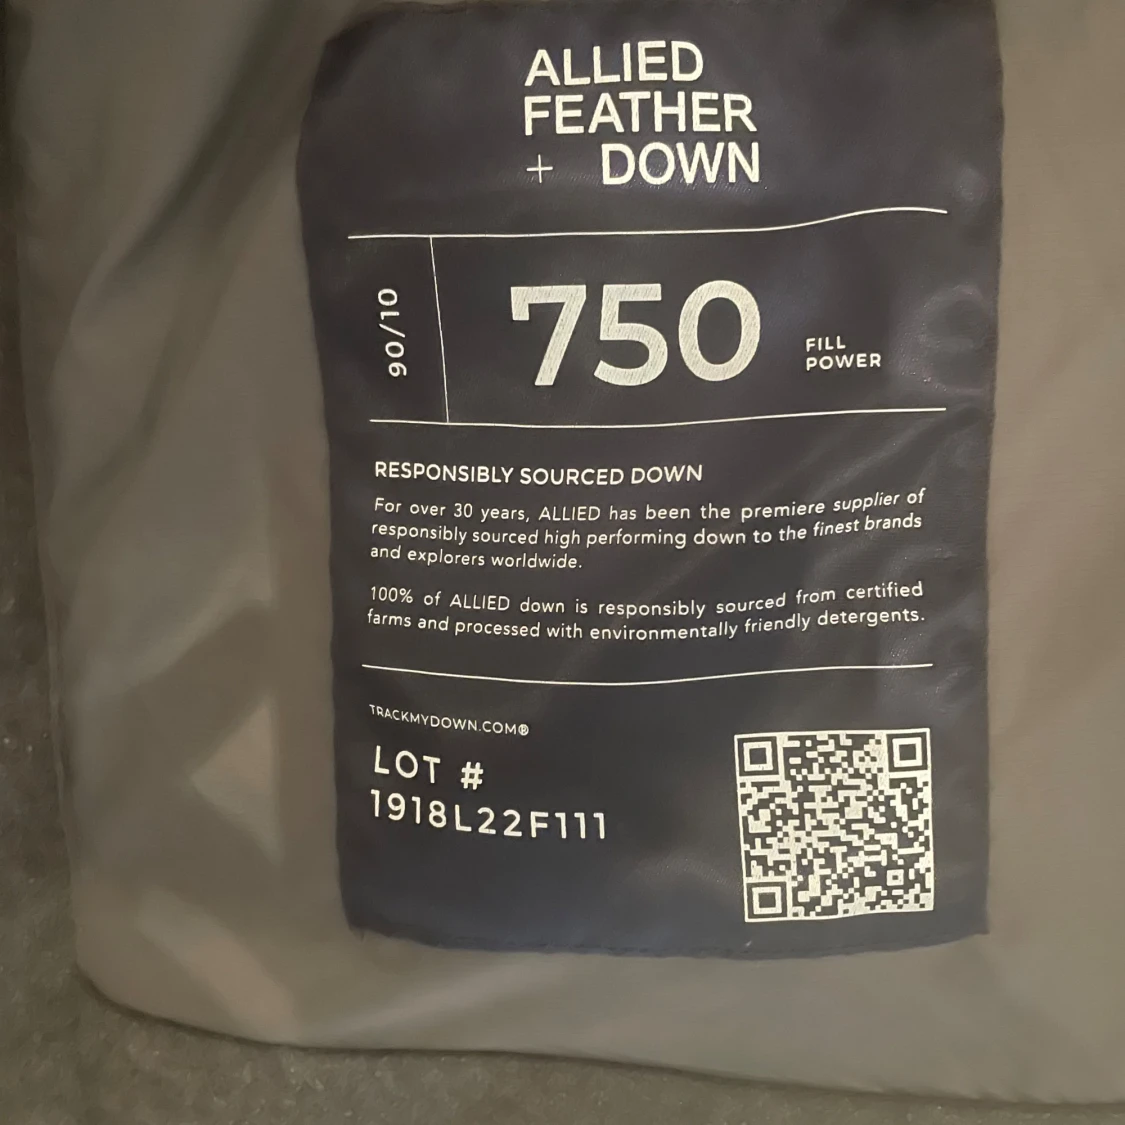 ALLIED
FEATHER
+ DOWN
90/10
750
FILL
POWER
RESPONSIBLY SOURCED DOWN
For over 30 years, ALLIED has been the premiere supplier of
responsibly sourced high performing down to the finest brands
and explorers worldwide.
100% of ALLIED down is responsibly sourced from certified
farms and processed with environmentally friendly detergents.
TRACKMYDOWN.COM®
LOT #
1918L22F111